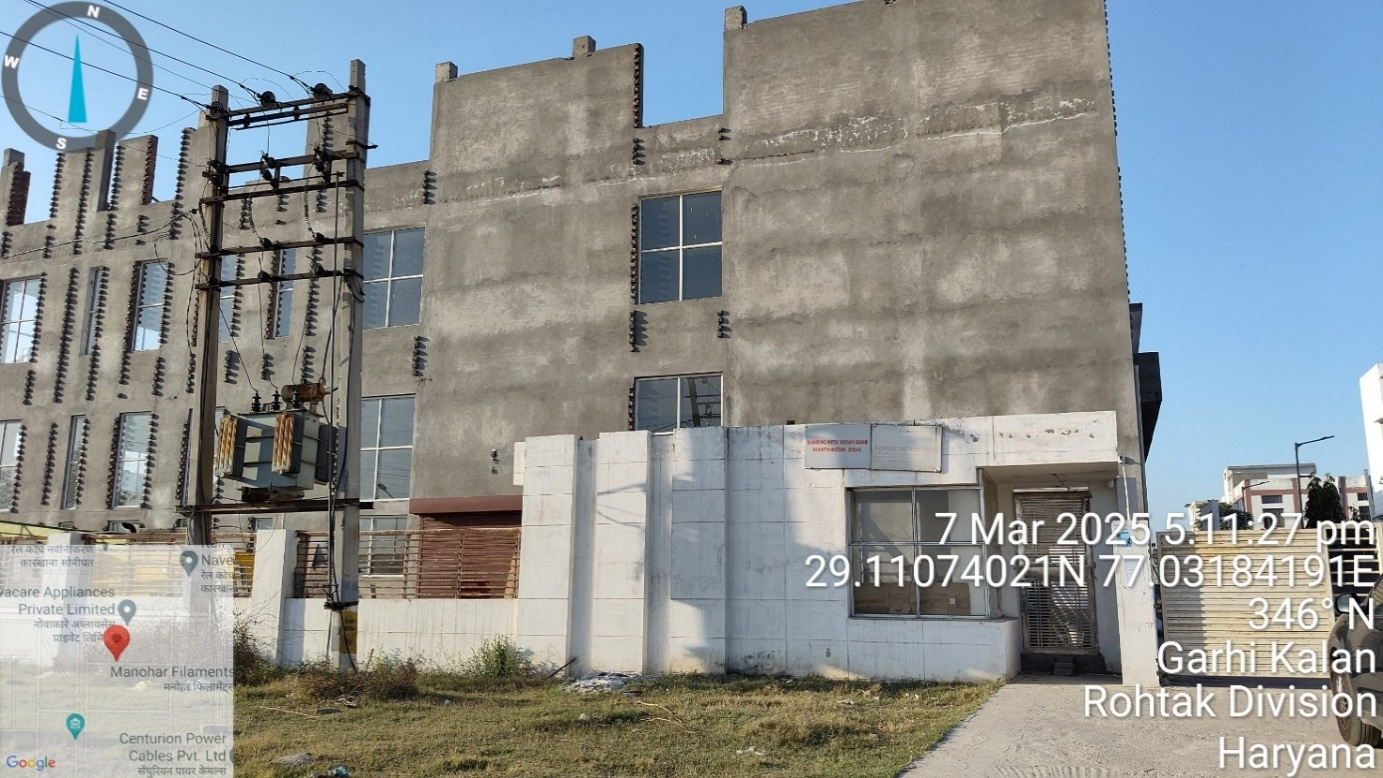 N
W
E
S
7 Mar 2025 5:11:27 pm
29.11074021N 77.03184191E
346° N
Garhi Kalan
Rohtak Division
Haryana
रेल कोच नवीनीकरण
कारखाना सोनीपत
Nave
रेल कोच
कारखान
vacare Appliances
Private Limited
नोवाकारे अप्लायंसेस
प्राइवेट लिमि
Manohar Filaments
मनोहर फिलामेंट्स
Centurion Power
Cables Pvt. Ltd
सेंचुरियन पावर केबल्स
Google